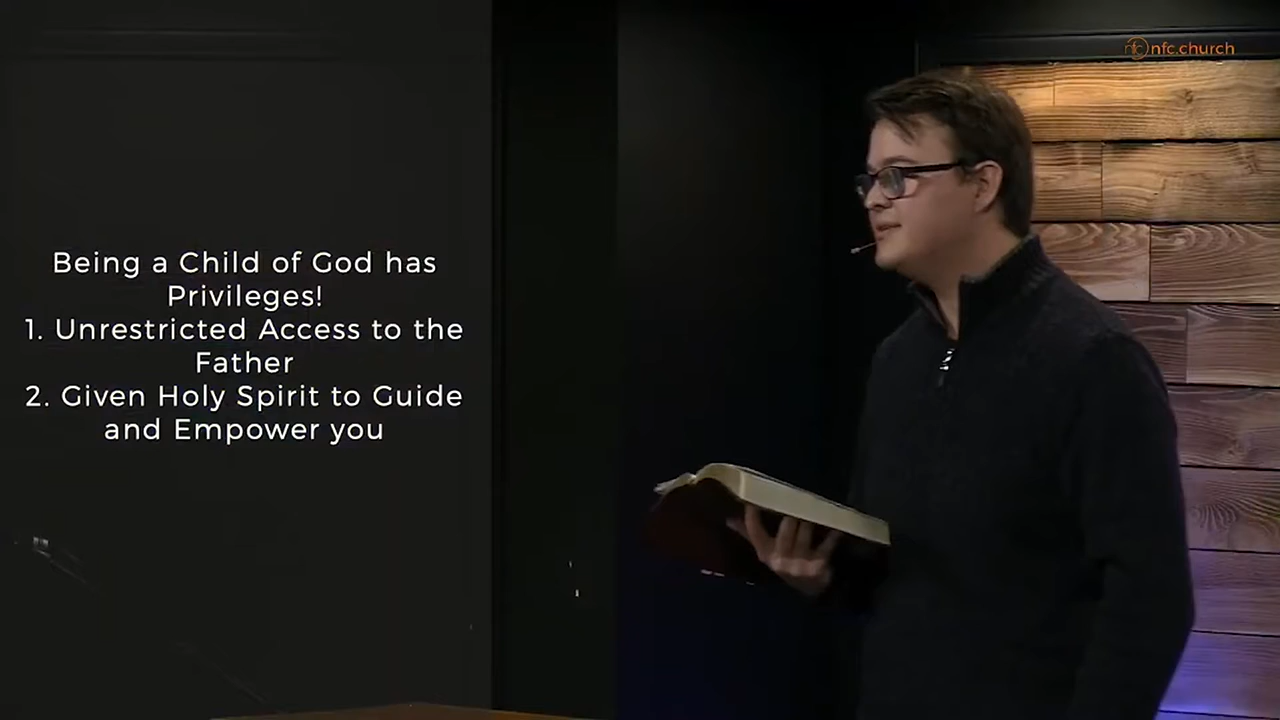 nfc.church
Being a Child of God has
Privileges!
1. Unrestricted Access to the
Father
2. Given Holy Spirit to Guide
and Empower you